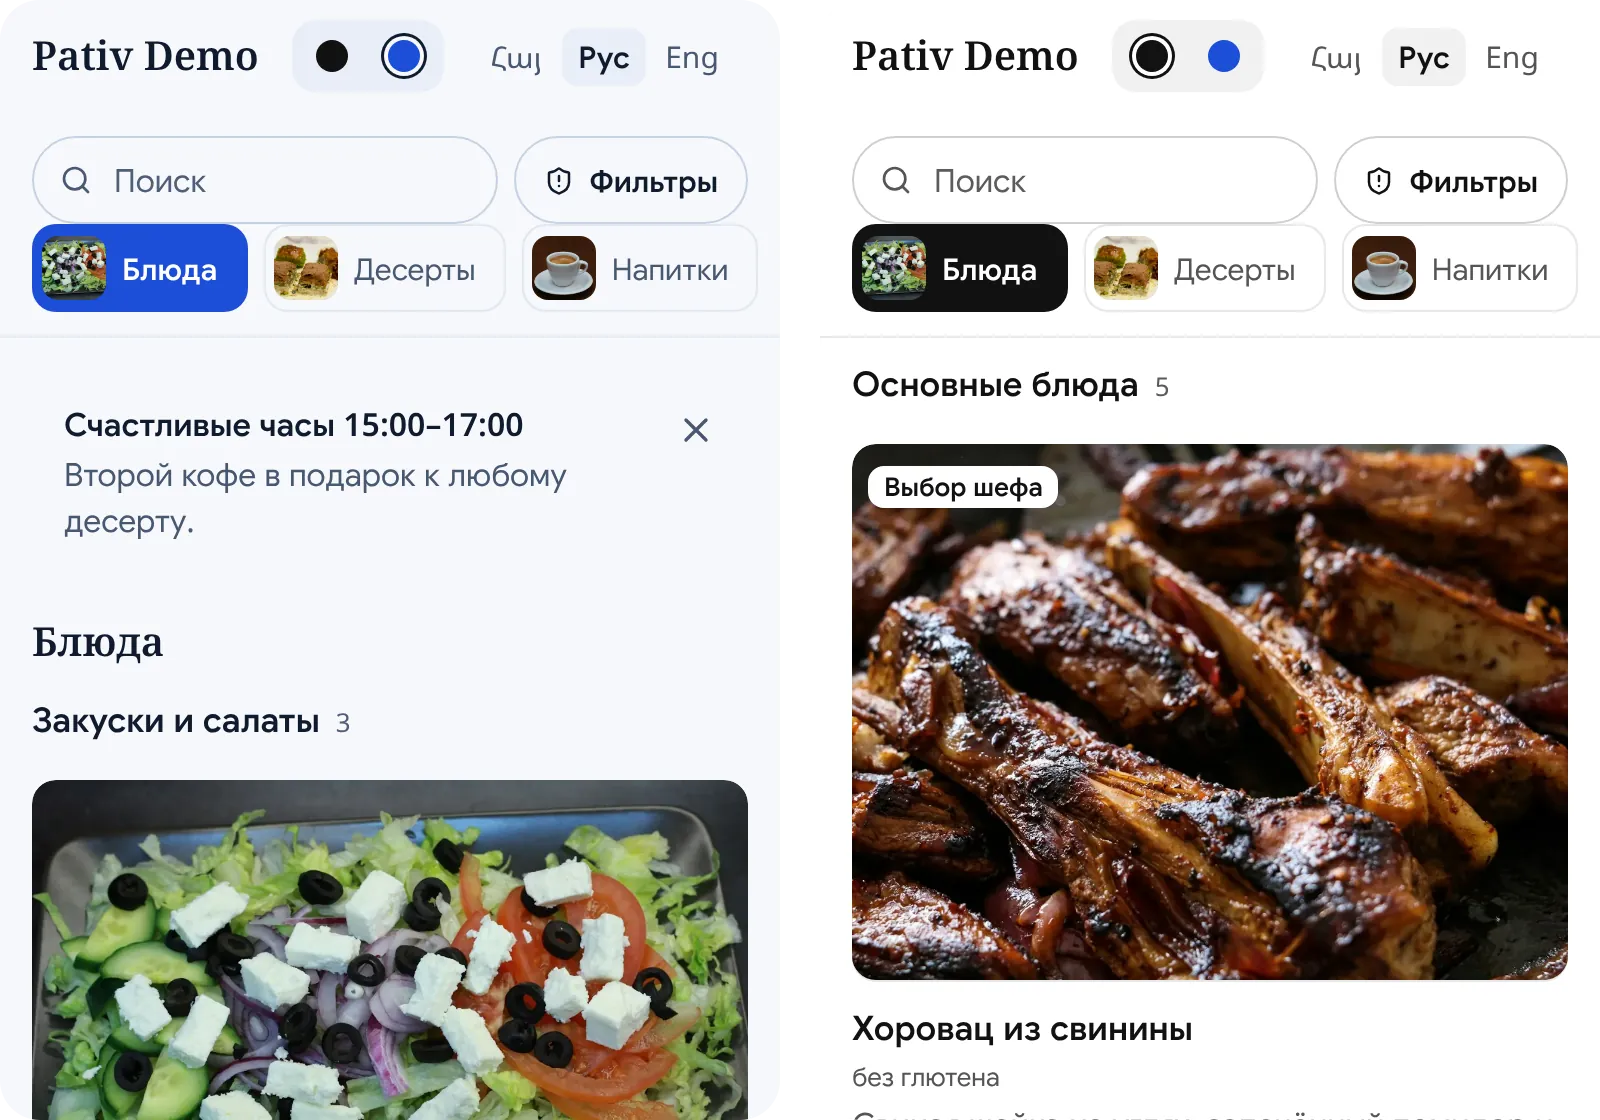 Pativ Demo
Հայ Рус Eng
Поиск
Фильтры
Блюда
Десерты
Напитки
Счастливые часы 15:00–17:00
Второй кофе в подарок к любому
десерту.
Блюда
Закуски и салаты 3
Pativ Demo
Հայ Рус Eng
Поиск
Фильтры
Блюда
Десерты
Напитки
Основные блюда 5
Выбор шефа
Хоровац из свинины
без глютена